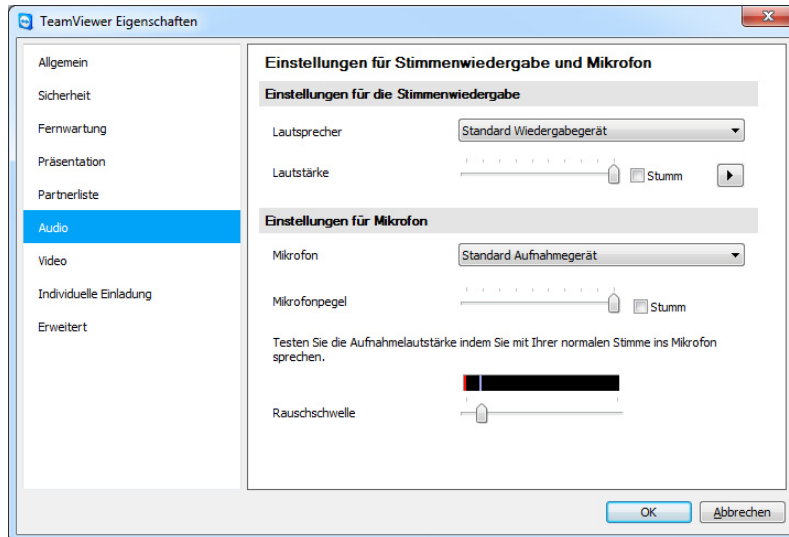 TeamViewer Eigenschaften
Allgemein
Sicherheit
Fernwartung
Präsentation
Partnerliste
Audio
Video
Individuelle Einladung
Erweitert
Einstellungen für Stimmenwiedergabe und Mikrofon
Einstellungen für die Stimmenwiedergabe
Lautsprecher
Standard Wiedergabegerät
Lautstärke
Stumm
Einstellungen für Mikrofon
Mikrofon
Standard Aufnahmegerät
Mikrofonpegel
Stumm
Testen Sie die Aufnahmelautstärke indem Sie mit Ihrer normalen Stimme ins Mikrofon
sprechen.
Rauschschwelle
OK
Abbrechen